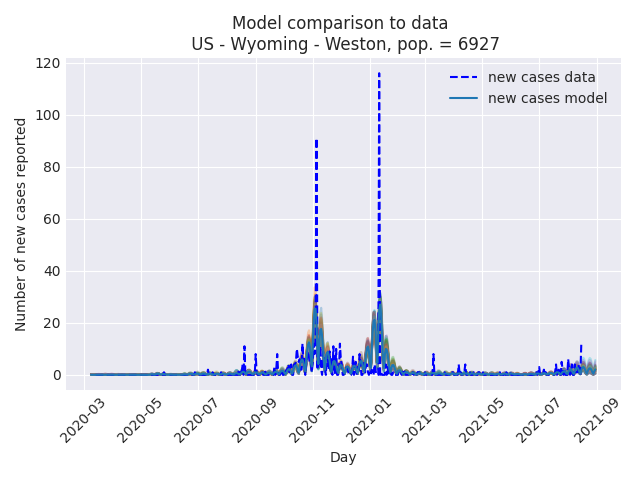 Model comparison to data
US - Wyoming - Weston, pop. = 6927
120
100
80
60
40
20
0
Number of new cases reported
new cases data
new cases model
2020-03
2020-05
2020-07
2020-09
2020-11
2021-01
2021-03
2021-05
2021-07
2021-09
Day